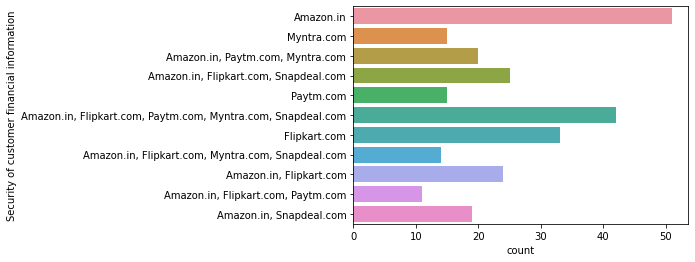 Security of customer financial information
Amazon.in
Myntra.com
Amazon.in, Paytm.com, Myntra.com
Amazon.in, Flipkart.com, Snapdeal.com
Paytm.com
Amazon.in, Flipkart.com, Paytm.com, Myntra.com, Snapdeal.com
Flipkart.com
Amazon.in, Flipkart.com, Myntra.com, Snapdeal.com
Amazon.in, Flipkart.com
Amazon.in, Flipkart.com, Paytm.com
Amazon.in, Snapdeal.com
0 10 20 30 40 50
count